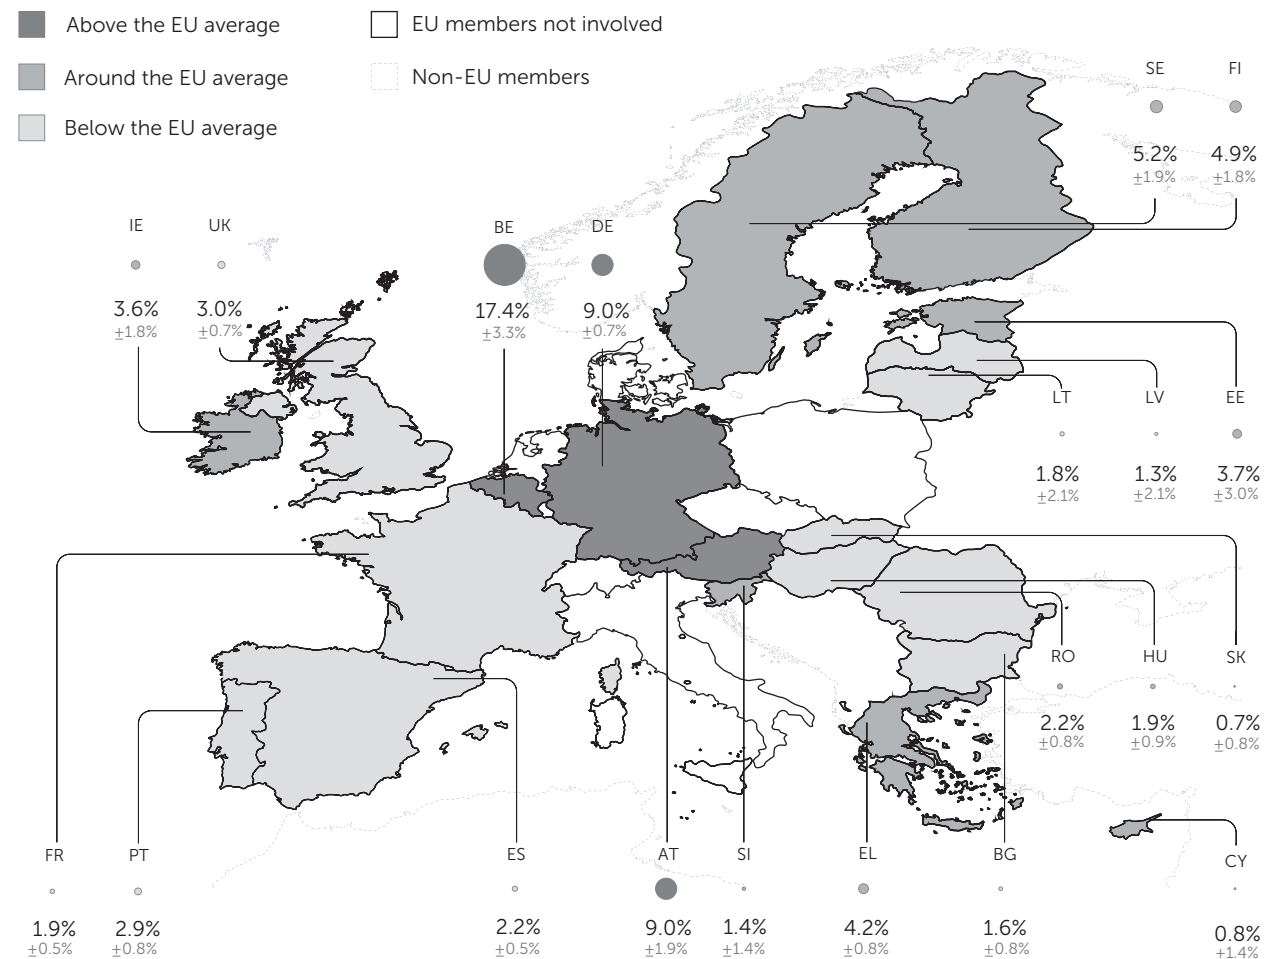 Above the EU average
EU members not involved
Around the EU average
Non-EU members
Below the EU average
SE FI
5.2% 4.9%
±1.9% ±1.8%
IE UK BE DE
3.6% 3.0% 17.4% 9.0%
±1.8% ±0.7% ±3.3% ±0.7%
LT LV EE
1.8% 1.3% 3.7%
±2.1% ±2.1% ±3.0%
RO HU SK
2.2% 1.9% 0.7%
±0.8% ±0.9% ±0.8%
FR PT ES AT SI EL BG CY
1.9% 2.9% 2.2% 9.0% 1.4% 4.2% 1.6% 0.8%
±0.5% ±0.8% ±0.5% ±1.9% ±1.4% ±0.8% ±0.8% ±1.4%